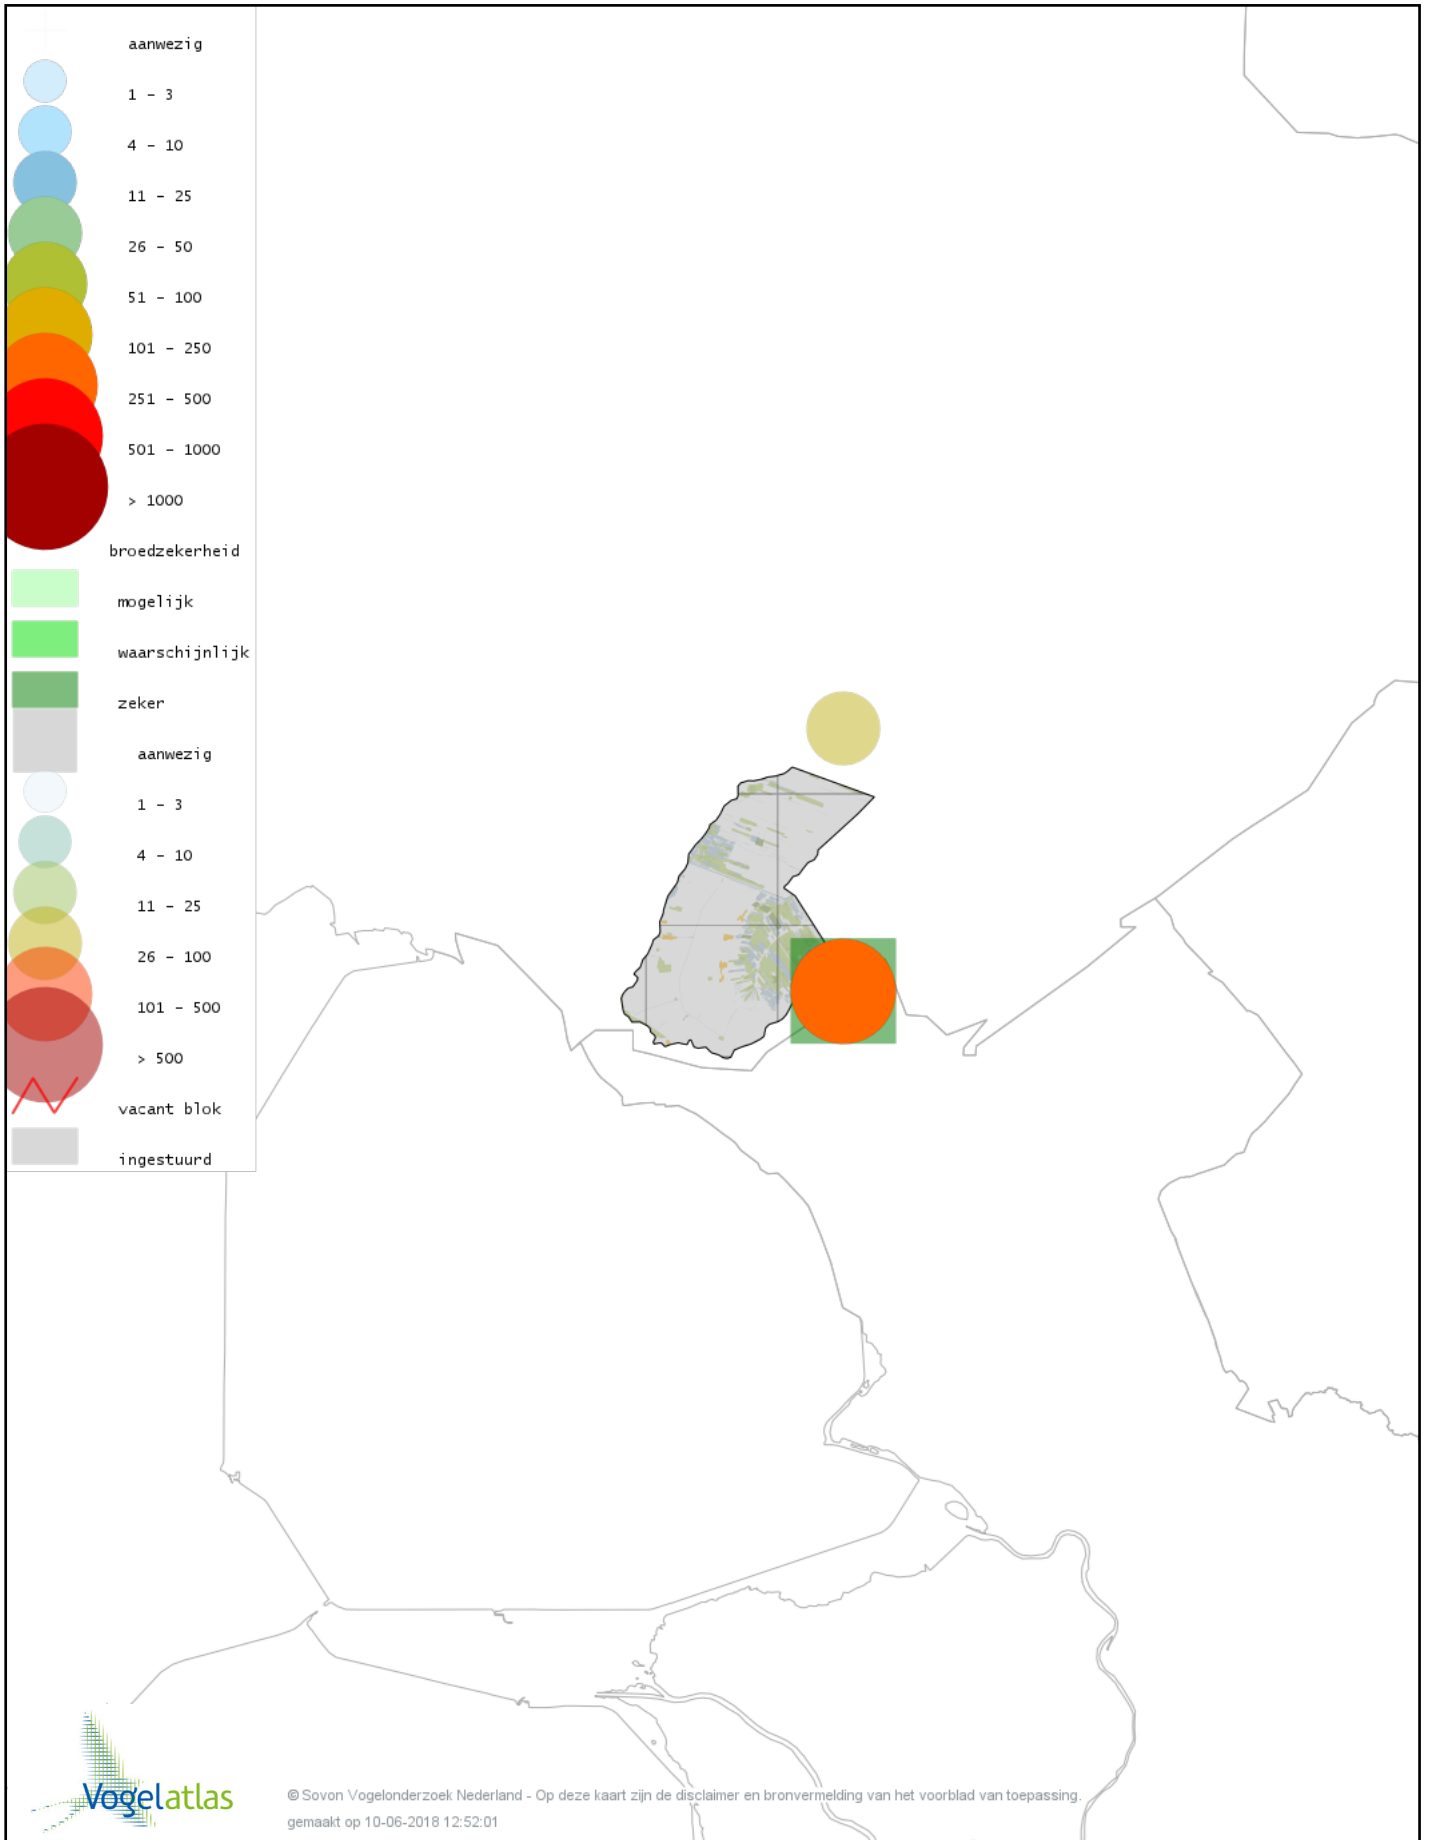 aanwezig
1 - 3
4 - 10
11 - 25
26 - 50
51 - 100
101 - 250
251 - 500
501 - 1000
> 1000
broedzekerheid
mogelijk
waarschijnlijk
zeker
aanwezig
1 - 3
4 - 10
11 - 25
26 - 100
101 - 500
> 500
vacant blok
ingestuurd
Vogelatlas
© Sovon Vogelonderzoek Nederland - Op deze kaart zijn de disclaimer en bronvermelding van het voorblad van toepassing.
gemaakt op 10-06-2018 12:52:01